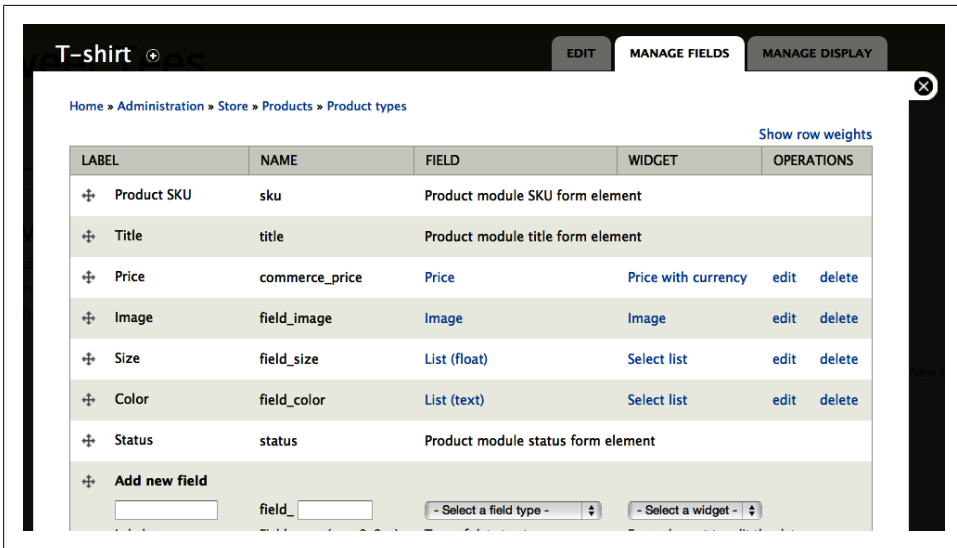 T-shirt
EDIT MANAGE FIELDS MANAGE DISPLAY
Home » Administration » Store » Products » Product types
Show row weights
LABEL NAME FIELD WIDGET OPERATIONS
Product SKU sku Product module SKU form element
Title title Product module title form element
Price commerce_price Price Price with currency edit delete
Image field_image Image Image edit delete
Size field_size List (float) Select list edit delete
Color field_color List (text) Select list edit delete
Status status Product module status form element
Add new field
field_ - Select a field type - - Select a widget -